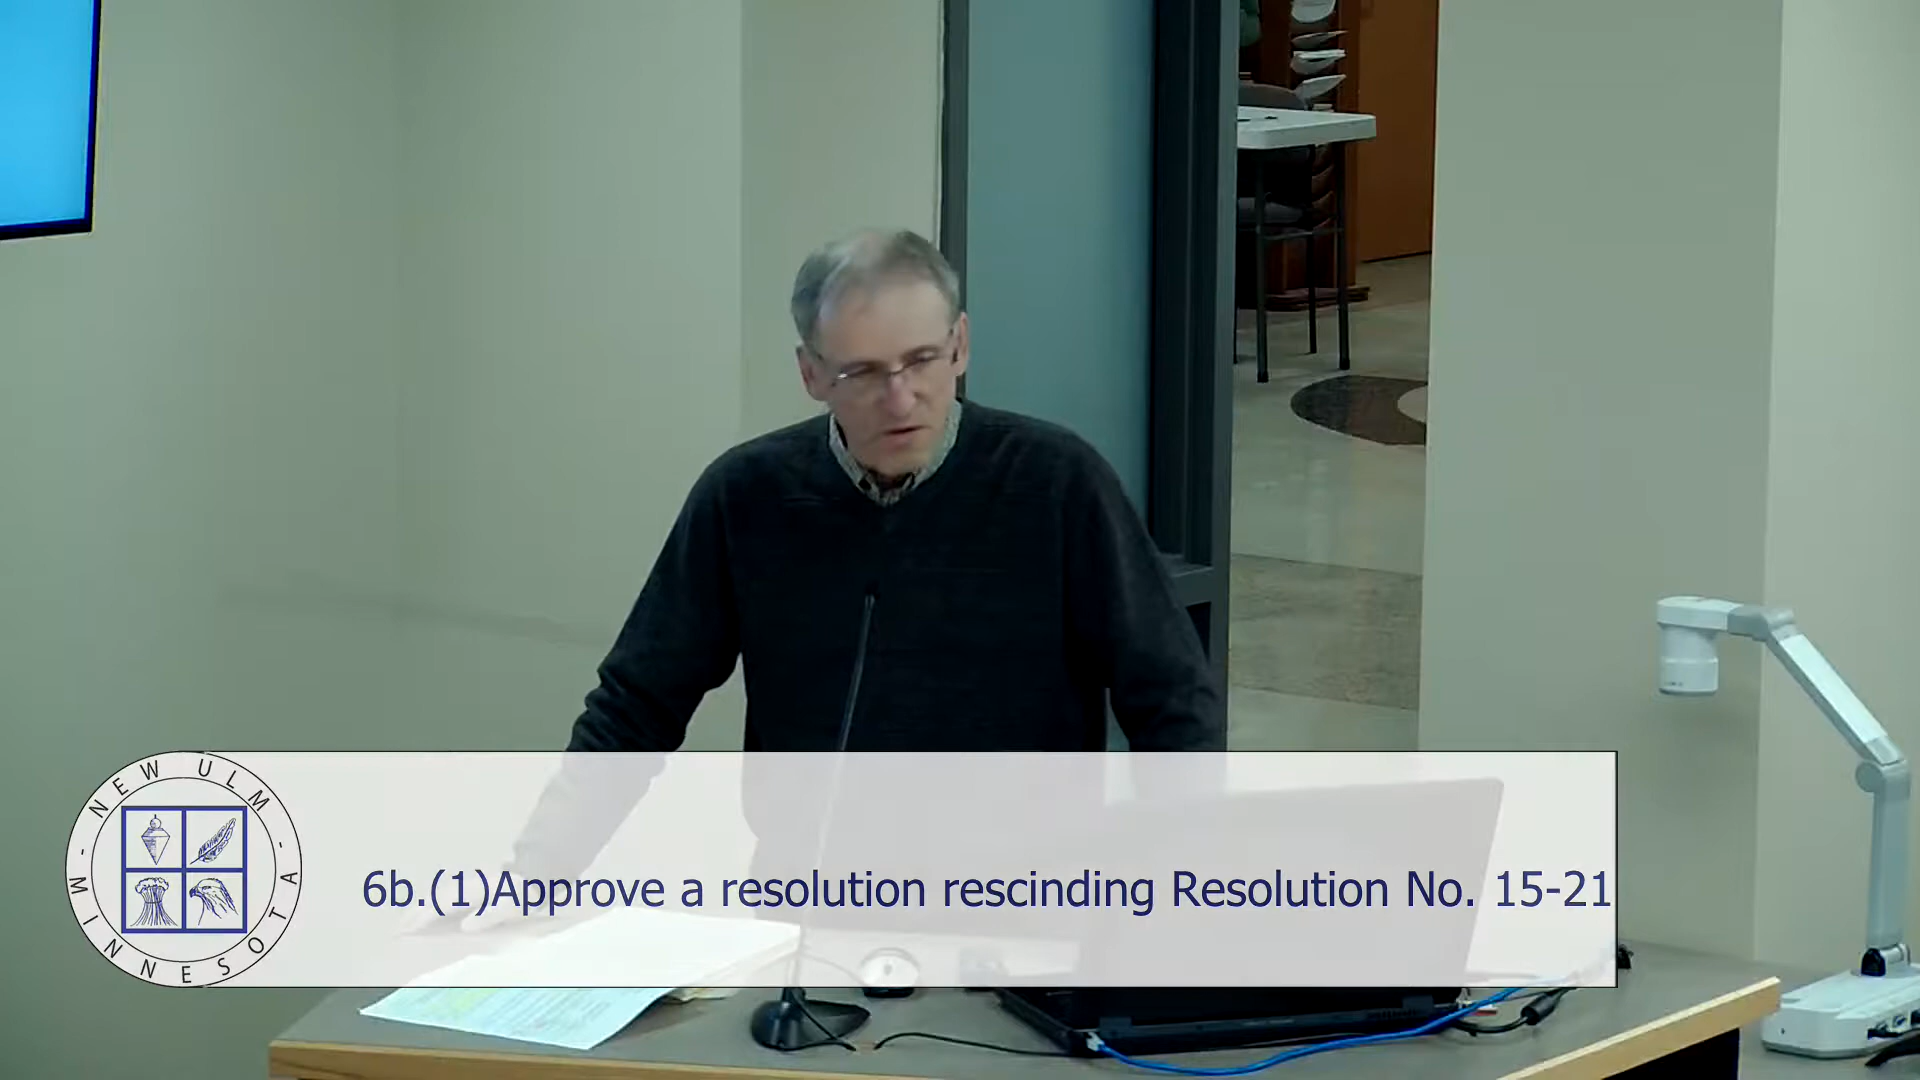 - NEW ULM -
MINNESOTA
6b.(1)Approve a resolution rescinding Resolution No. 15-21